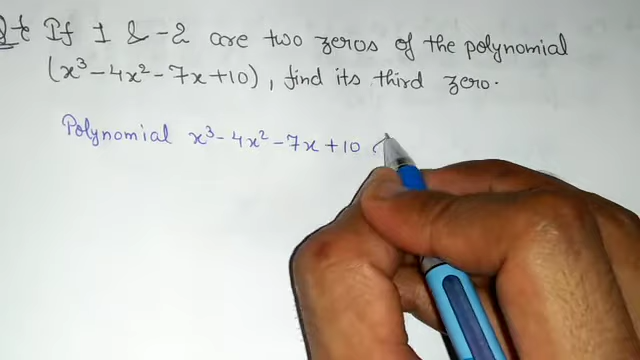 If 1 & -2 are two zeros of the polynomial
(x³ - 4x² - 7x + 10), find its third zero.
Polynomial x³ - 4x² - 7x + 10